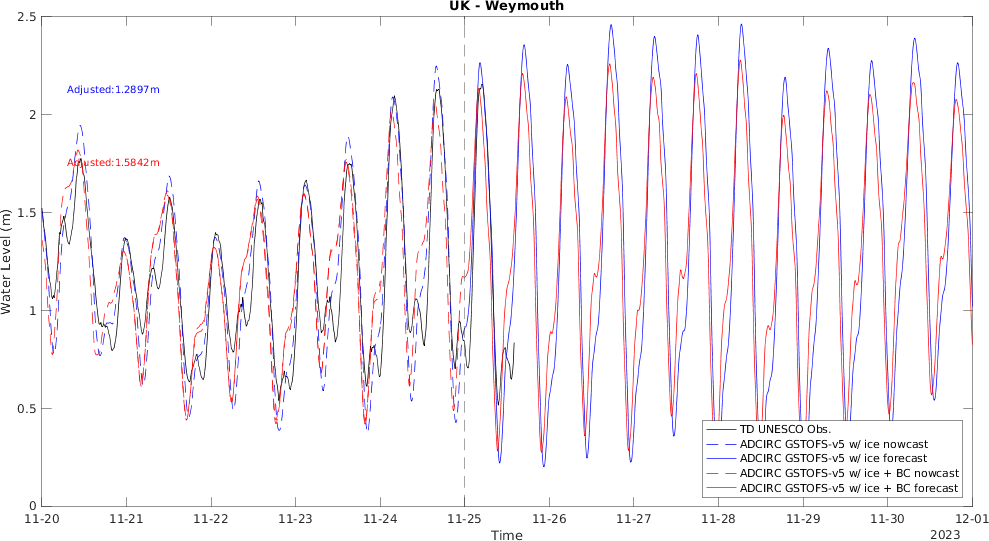 UK - Weymouth
2.5
2
1.5
1
0.5
0
Water Level (m)
Adjusted:1.2897m
Adjusted:1.5842m
TD UNESCO Obs.
ADCIRC GSTOFS-v5 w/ ice nowcast
ADCIRC GSTOFS-v5 w/ ice forecast
ADCIRC GSTOFS-v5 w/ ice + BC nowcast
ADCIRC GSTOFS-v5 w/ ice + BC forecast
11-20 11-21 11-22 11-23 11-24 11-25 11-26 11-27 11-28 11-29 11-30 12-01
Time
2023